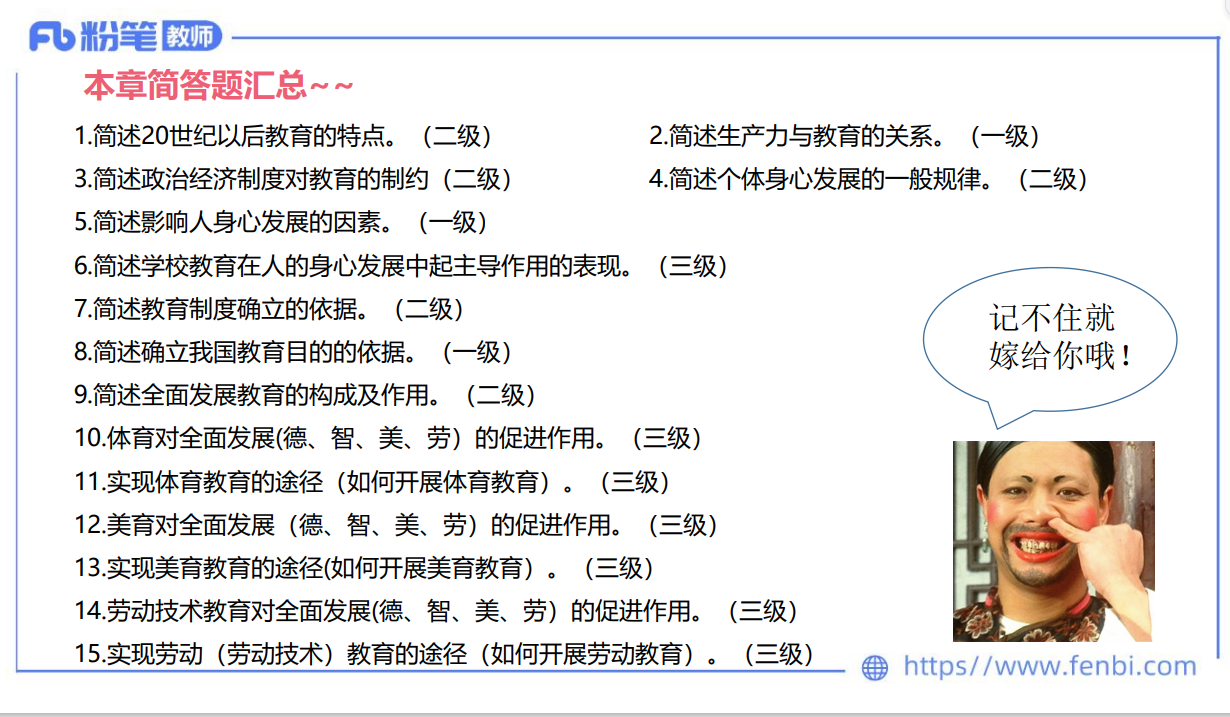 粉笔教师
本章简答题汇总~~
1.简述20世纪以后教育的特点。（二级）
2.简述生产力与教育的关系。（一级）
3.简述政治经济制度对教育的制约（二级）
4.简述个体身心发展的一般规律。（二级）
5.简述影响人身心发展的因素。（一级）
6.简述学校教育在人的身心发展中起主导作用的表现。（三级）
7.简述教育制度确立的依据。（二级）
8.简述确立我国教育目的的依据。（一级）
9.简述全面发展教育的构成及作用。（二级）
10.体育对全面发展(德、智、美、劳）的促进作用。（三级）
11.实现体育教育的途径（如何开展体育教育）。（三级）
12.美育对全面发展（德、智、美、劳）的促进作用。（三级）
13.实现美育教育的途径(如何开展美育教育）。（三级）
14.劳动技术教育对全面发展(德、智、美、劳）的促进作用。（三级）
15.实现劳动（劳动技术）教育的途径（如何开展劳动教育）。（三级）
记不住就
嫁给你哦！
https//www.fenbi.com